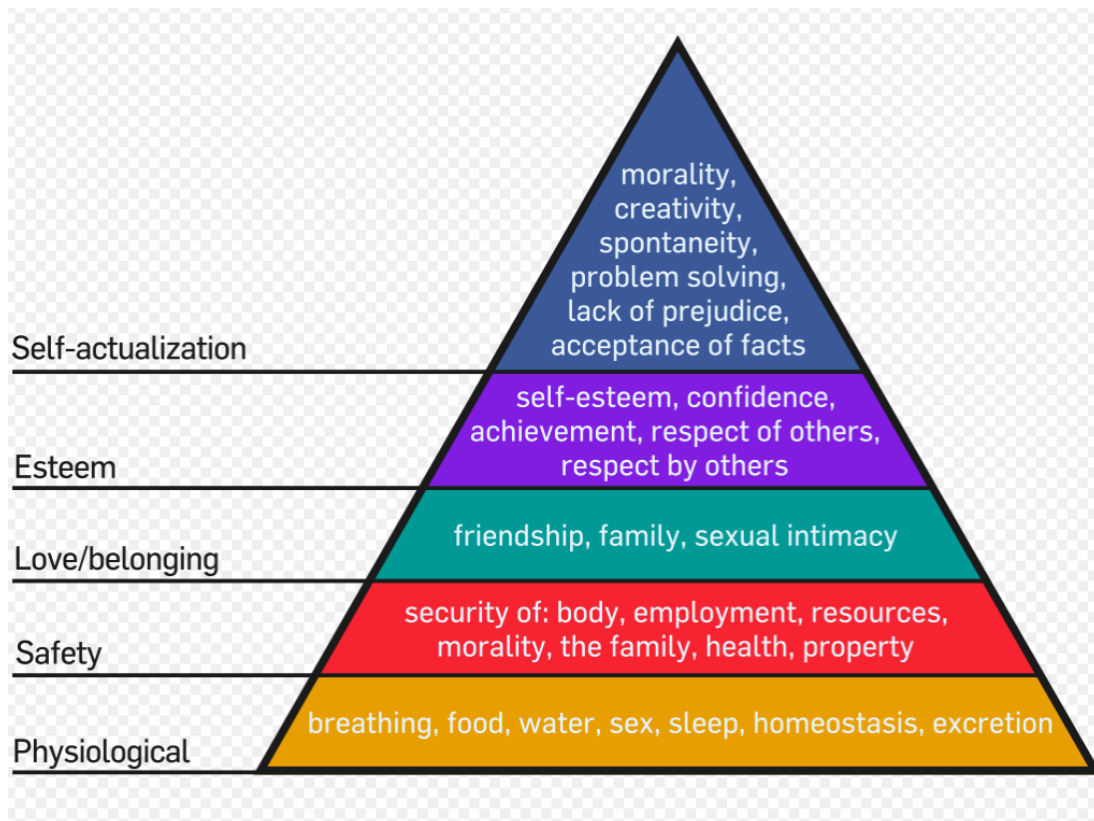 morality,
creativity,
spontaneity,
problem solving,
lack of prejudice,
acceptance of facts
Self-actualization
self-esteem, confidence,
achievement, respect of others,
respect by others
Esteem
friendship, family, sexual intimacy
Love/belonging
security of: body, employment, resources,
morality, the family, health, property
Safety
breathing, food, water, sex, sleep, homeostasis, excretion
Physiological